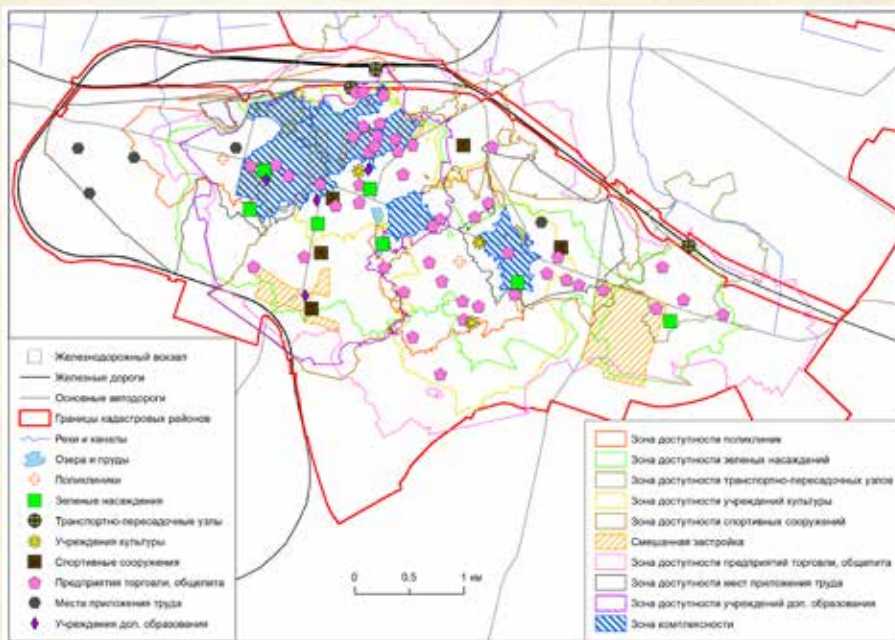 Железнодорожный вокзал
Железные дороги
Основные автодороги
Границы кадастровых районов
Реки и каналы
Озера и пруды
Поликлиники
Зеленые насаждения
Транспортно-пересадочные узлы
Учреждения культуры
Спортивные сооружения
Предприятия торговли, общепита
Места приложения труда
Учреждения доп. образования
0 0.5 1 км
Зона доступности поликлиник
Зона доступности зеленых насаждений
Зона доступности транспортно-пересадочных узлов
Зона доступности учреждений культуры
Зона доступности спортивных сооружений
Смешанная застройка
Зона доступности предприятий торговли, общепита
Зона доступности мест приложения труда
Зона доступности учреждений доп. образования
Зона комплексности